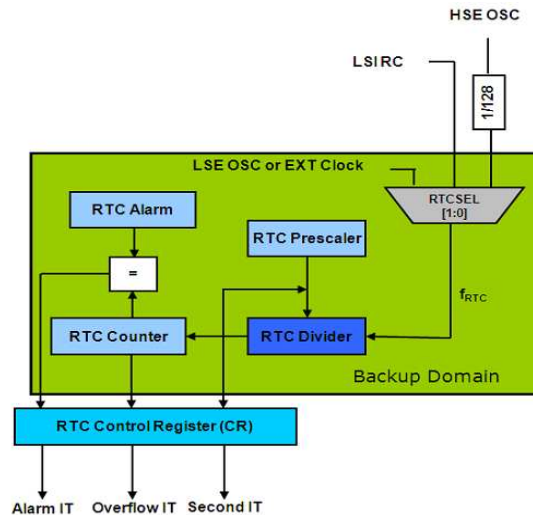 HSE OSC
LSI RC
1/128
LSE OSC or EXT Clock
RTCSEL
[1:0]
RTC Alarm
RTC Prescaler
=
fRTC
RTC Counter
RTC Divider
Backup Domain
RTC Control Register (CR)
Alarm IT
Overflow IT
Second IT